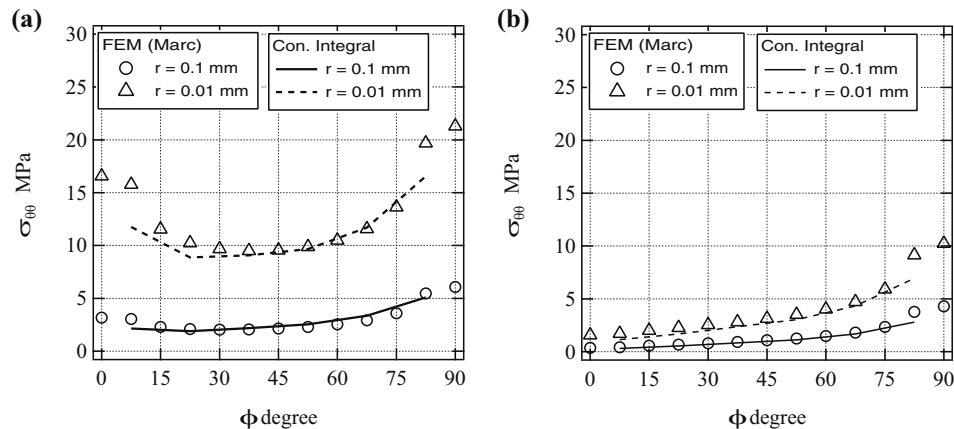 (a)
FEM (Marc)
r = 0.1 mm
r = 0.01 mm
Con. Integral
r = 0.1 mm
r = 0.01 mm
30
25
20
15
10
5
0
σθθ MPa
0 15 30 45 60 75 90
ϕ degree
(b)
FEM (Marc)
r = 0.1 mm
r = 0.01 mm
Con. Integral
r = 0.1 mm
r = 0.01 mm
30
25
20
15
10
5
0
σθθ MPa
0 15 30 45 60 75 90
ϕ degree